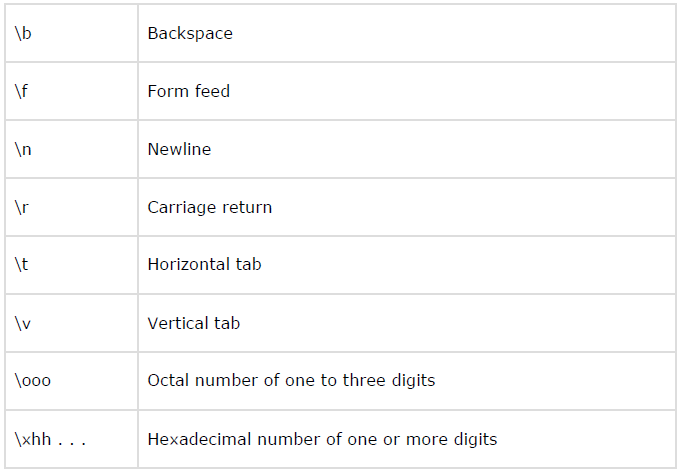 \b Backspace
\f Form feed
\n Newline
\r Carriage return
\t Horizontal tab
\v Vertical tab
\ooo Octal number of one to three digits
\xhh . . . Hexadecimal number of one or more digits